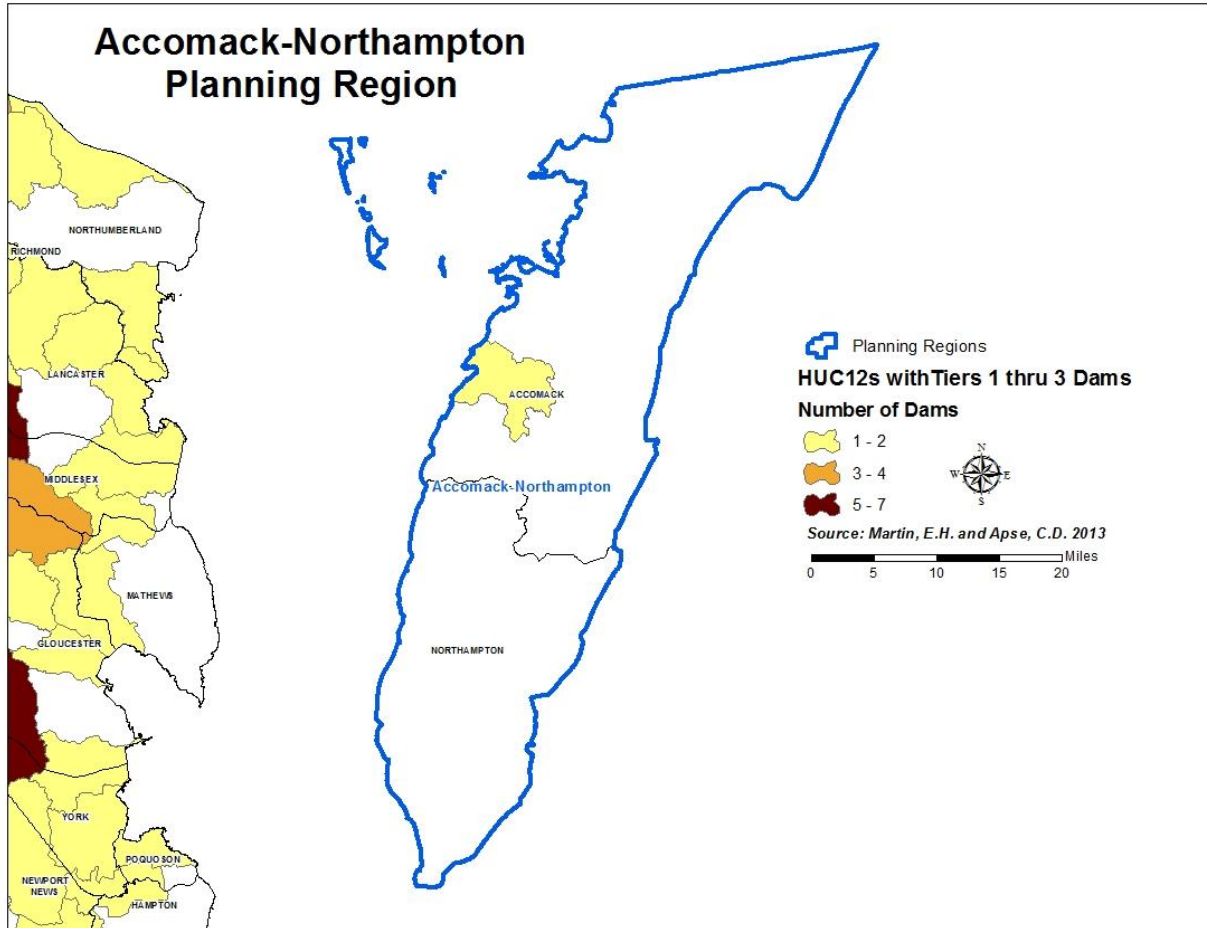 Accomack-Northampton
Planning Region
NORTHUMBERLAND
RICHMOND
LANCASTER
MIDDLESEX
MATHEWS
GLOUCESTER
YORK
POQUOSON
NEWPORT
NEWS
HAMPTON
ACCOMACK
Accomack-Northampton
NORTHAMPTON
Planning Regions
HUC12s with Tiers 1 thru 3 Dams
Number of Dams
1 - 2
3 - 4
5 - 7
N
W E
S
Source: Martin, E.H. and Apse, C.D. 2013
Miles
0 5 10 15 20